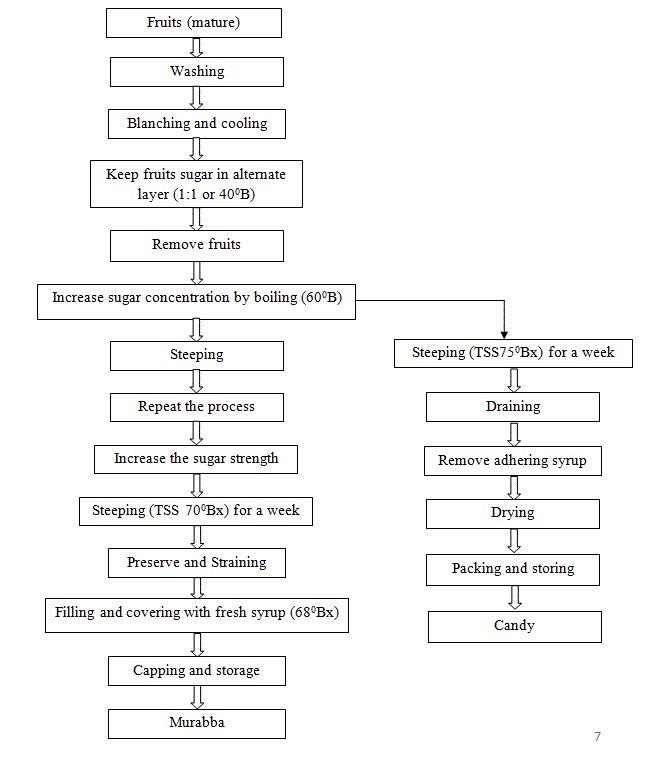 Fruits (mature)
Washing
Blanching and cooling
Keep fruits sugar in alternate
layer (1:1 or 40⁰B)
Remove fruits
Increase sugar concentration by boiling (60⁰B)
Steeping
Repeat the process
Increase the sugar strength
Steeping (TSS 70⁰Bx) for a week
Preserve and Straining
Filling and covering with fresh syrup (68⁰Bx)
Capping and storage
Murabba
Steeping (TSS75⁰Bx) for a week
Draining
Remove adhering syrup
Drying
Packing and storing
Candy
7